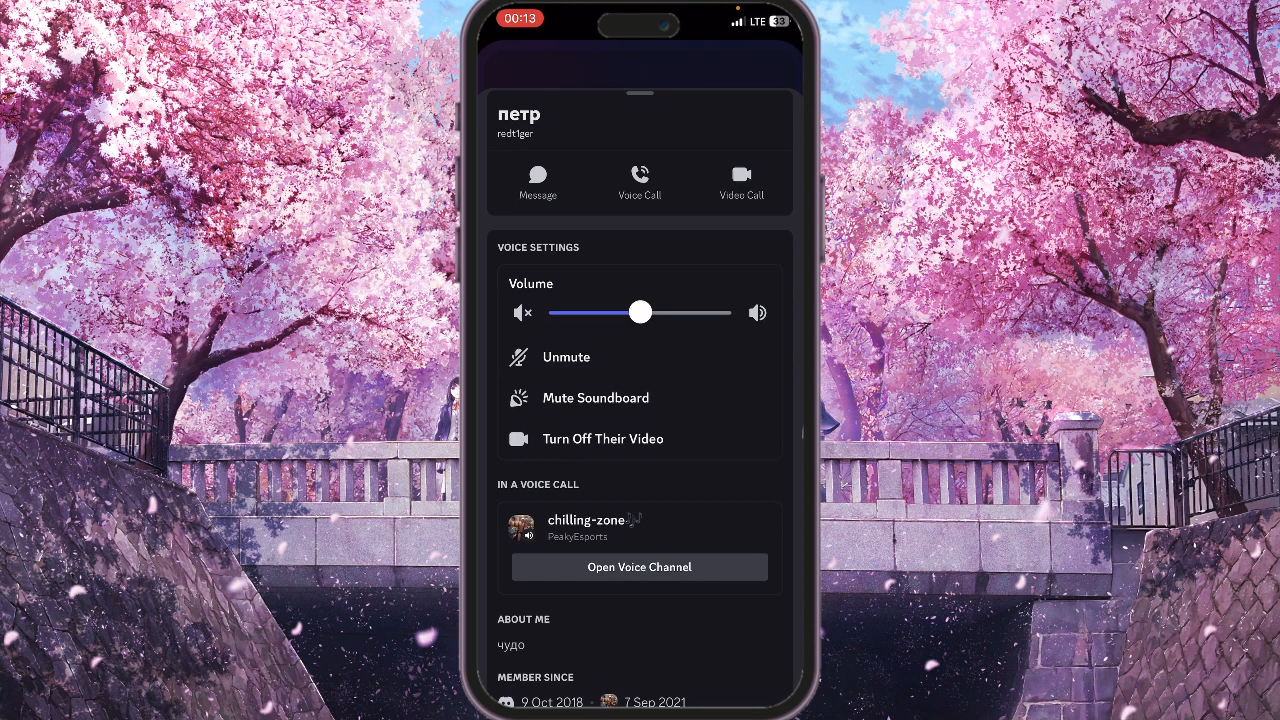 00:13
LTE 33
петр
redt1ger
Message
Voice Call
Video Call
VOICE SETTINGS
Volume
Unmute
Mute Soundboard
Turn Off Their Video
IN A VOICE CALL
chilling-zone🎶
PeakyEsports
Open Voice Channel
ABOUT ME
чудо
MEMBER SINCE
9 Oct 2018 • 7 Sep 2021